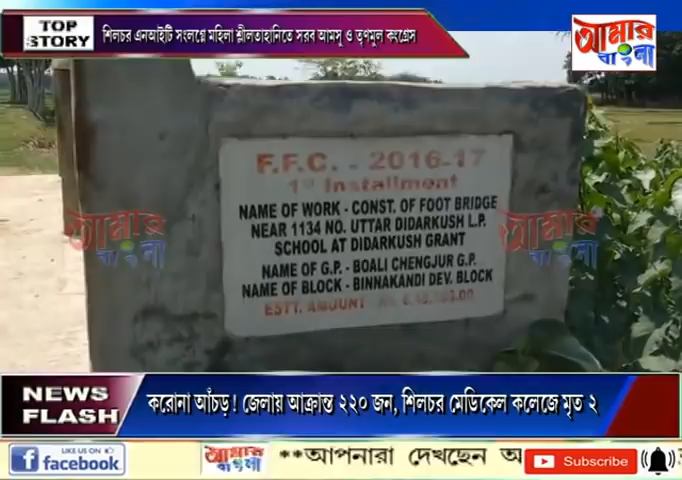 TOP STORY
শিলচর এনআইটি সংলগ্নে মহিলা শ্লীলতাহানিতে সরব আমসু ও তৃণমূল কংগ্রেস
আমার বাংলা
F.F.C. - 2016-17
1st Installment
NAME OF WORK - CONST. OF FOOT BRIDGE
NEAR 1134 NO. UTTAR DIDARKUSH L.P.
SCHOOL AT DIDARKUSH GRANT
NAME OF G.P. - BOALI CHENGJUR G.P.
NAME OF BLOCK - BINNAKANDI DEV. BLOCK
ESTT. AMOUNT
আমার বাংলা
আমার বাংলা
NEWS FLASH
করোনা আঁচড়! জেলায় আক্রান্ত ২২০ জন, শিলচর মেডিকেল কলেজে মৃত ২
LIKE US ON
facebook
আমার বাংলা
**আপনারা দেখছেন
Subscribe